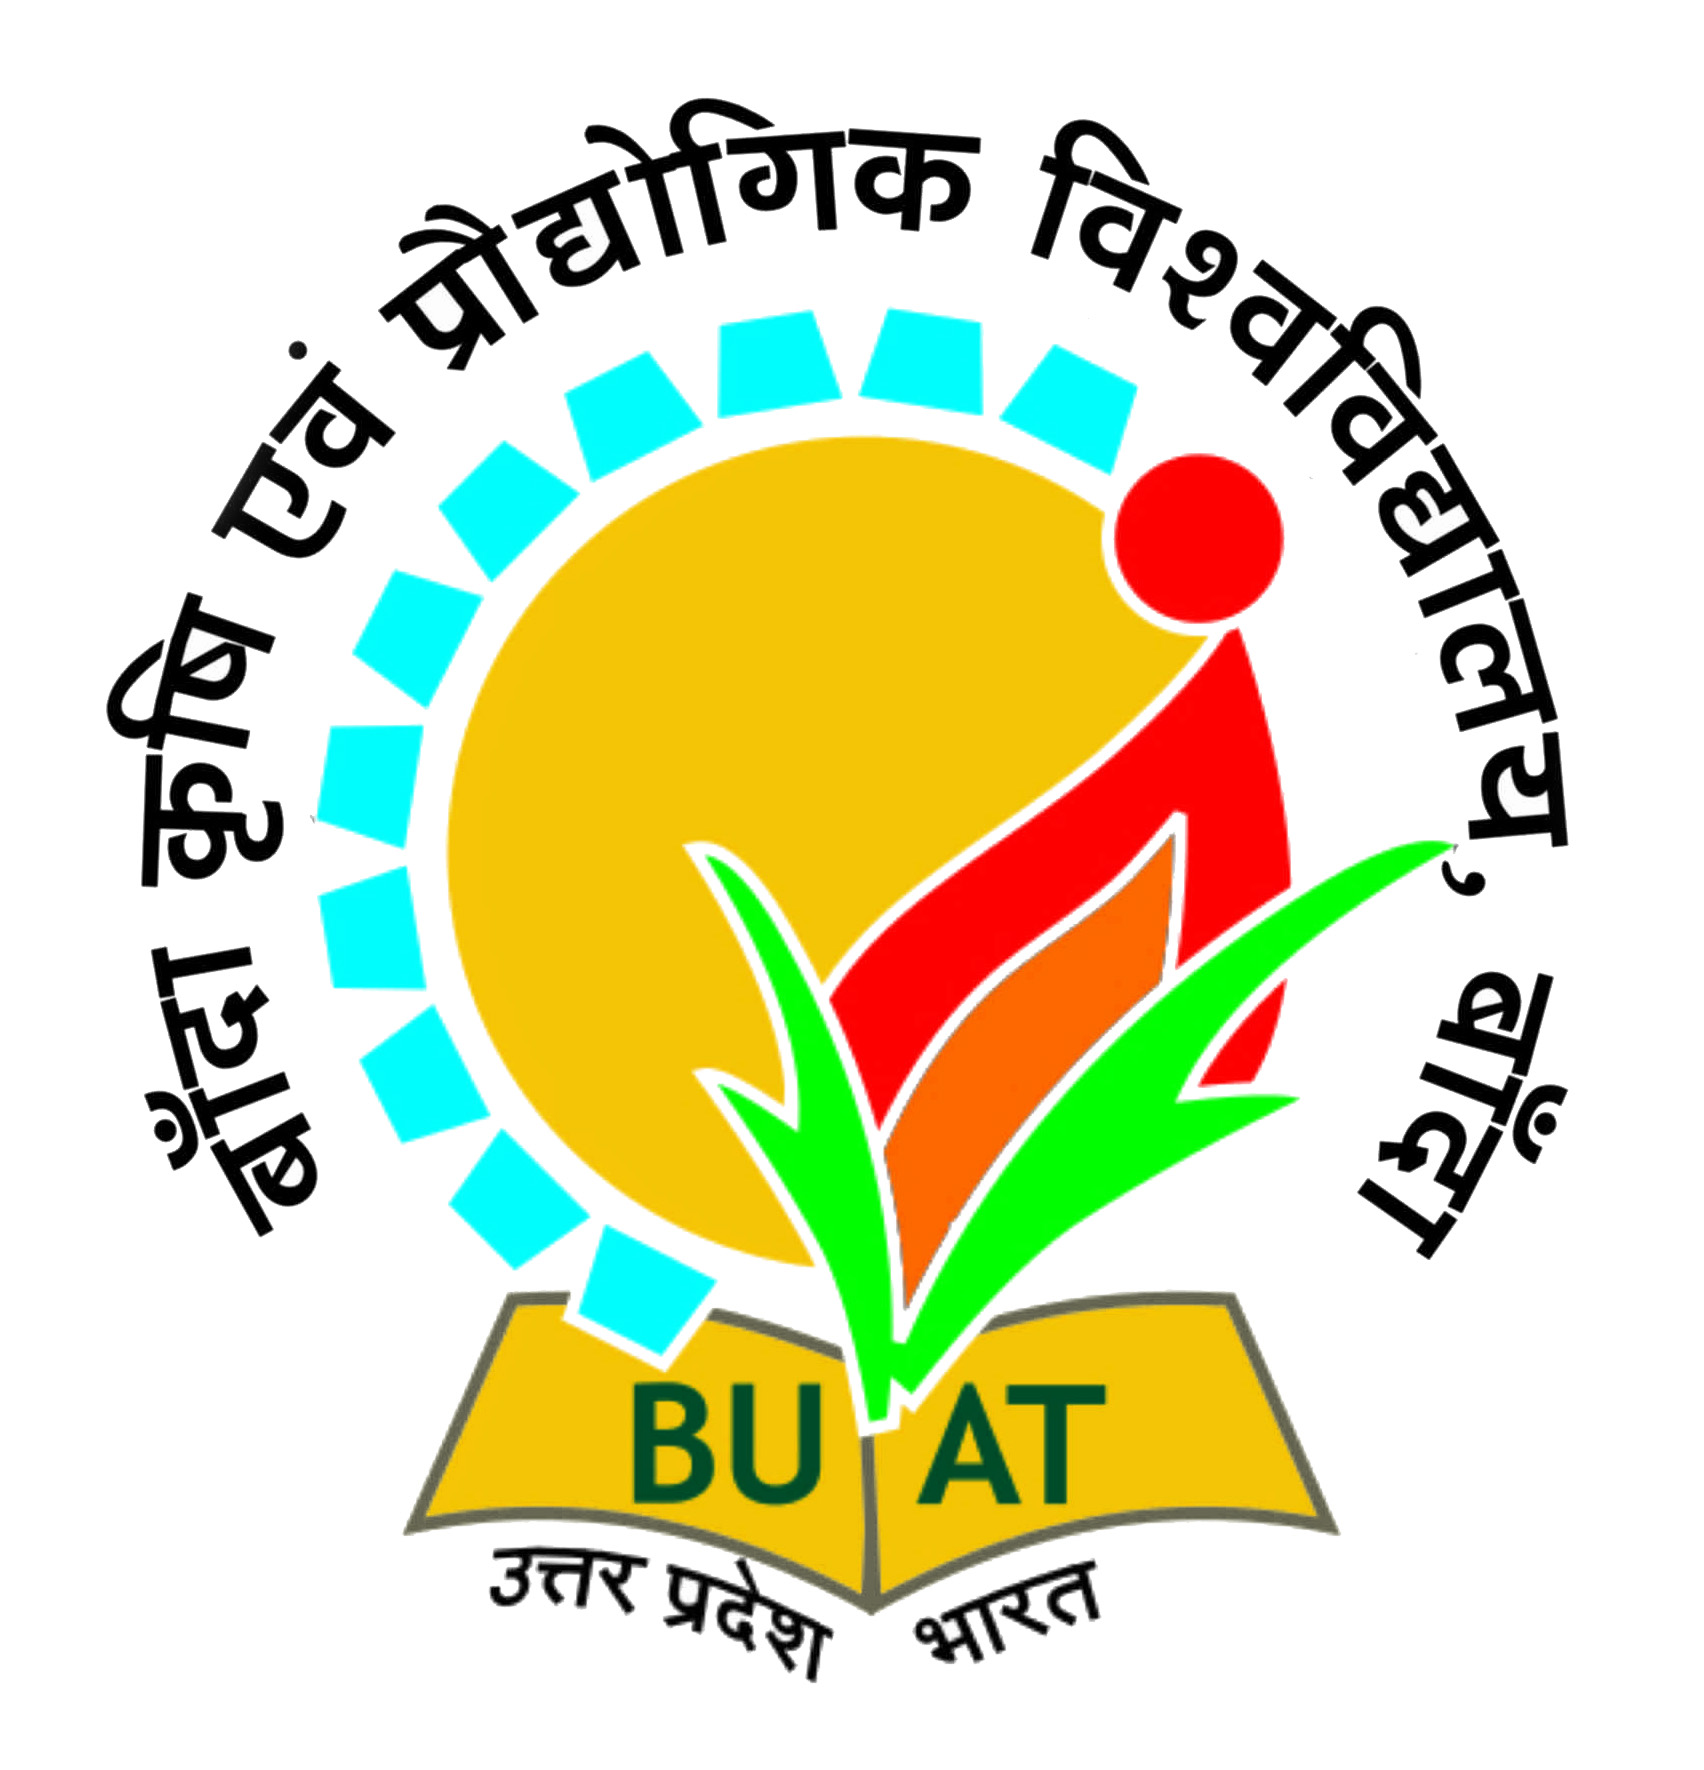 बाँदा कृषि एवं प्रौद्योगिक विश्वविद्यालय, बाँदा
BU AT
उत्तर प्रदेश भारत